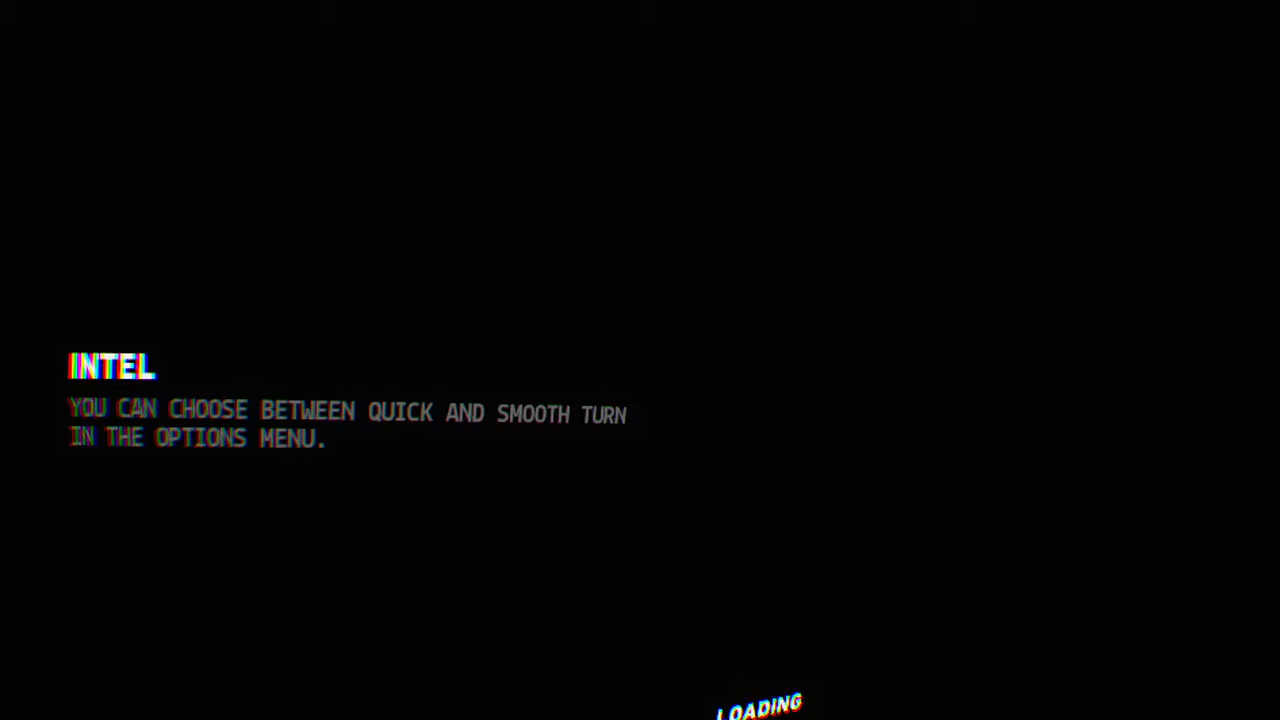 INTEL
YOU CAN CHOOSE BETWEEN QUICK AND SMOOTH TURN
IN THE OPTIONS MENU.
LOADING